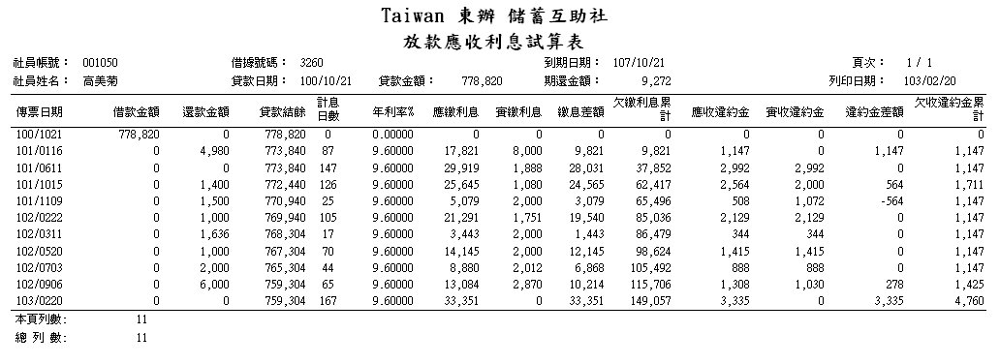 Taiwan 東辦 儲蓄互助社
放款應收利息試算表
社員帳號： 001050 借據號碼： 3260 到期日期： 107/10/21 頁次： 1 / 1
社員姓名： 高美菊 貸款日期： 100/10/21 貸款金額： 778,820 期還金額： 9,272 列印日期： 103/02/20
傳票日期 借款金額 還款金額 貸款結餘 計息日數 年利率% 應繳利息 實繳利息 繳息差額 欠繳利息累計 應收違約金 實收違約金 違約金差額 欠收違約金累計
100/1021 778,820 0 778,820 0 0.00000 0 0 0 0 0 0 0 0
101/0116 0 4,980 773,840 87 9.60000 17,821 8,000 9,821 9,821 1,147 0 1,147 1,147
101/0611 0 0 773,840 147 9.60000 29,919 1,888 28,031 37,852 2,992 2,992 0 1,147
101/1015 0 1,400 772,440 126 9.60000 25,645 1,080 24,565 62,417 2,564 2,000 564 1,711
101/1109 0 1,500 770,940 25 9.60000 5,079 2,000 3,079 65,496 508 1,072 -564 1,147
102/0222 0 1,000 769,940 105 9.60000 21,291 1,751 19,540 85,036 2,129 2,129 0 1,147
102/0311 0 1,636 768,304 17 9.60000 3,443 2,000 1,443 86,479 344 344 0 1,147
102/0520 0 1,000 767,304 70 9.60000 14,145 2,000 12,145 98,624 1,415 1,415 0 1,147
102/0703 0 2,000 765,304 44 9.60000 8,880 2,012 6,868 105,492 888 888 0 1,147
102/0906 0 6,000 759,304 65 9.60000 13,084 2,870 10,214 115,706 1,308 1,030 278 1,425
103/0220 0 0 759,304 167 9.60000 33,351 0 33,351 149,057 3,335 0 3,335 4,760
本頁列數: 11
總 列 數: 11